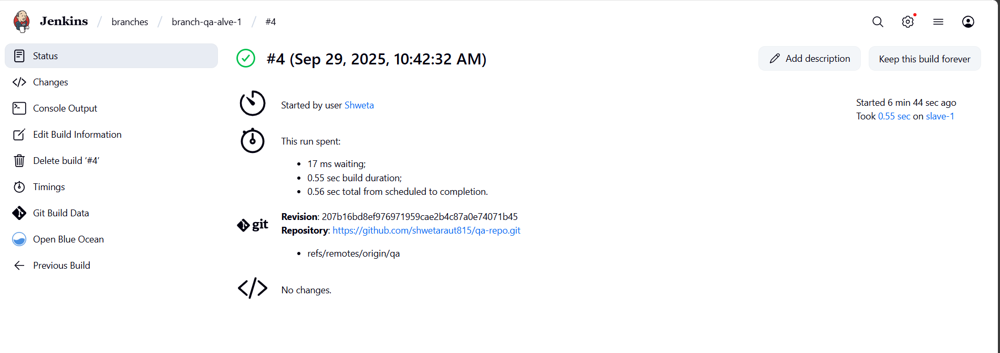 Jenkins / branches / branch-qa-alve-1 / #4
Status
Changes
Console Output
Edit Build Information
Delete build ‘#4’
Timings
Git Build Data
Open Blue Ocean
Previous Build
#4 (Sep 29, 2025, 10:42:32 AM)
Add description
Keep this build forever
Started by user Shweta
Started 6 min 44 sec ago
Took 0.55 sec on slave-1
This run spent:
• 17 ms waiting;
• 0.55 sec build duration;
• 0.56 sec total from scheduled to completion.
git
Revision: 207b16bd8ef976971959cae2b4c87a0e74071b45
Repository: https://github.com/shwetaraut815/qa-repo.git
• refs/remotes/origin/qa
No changes.